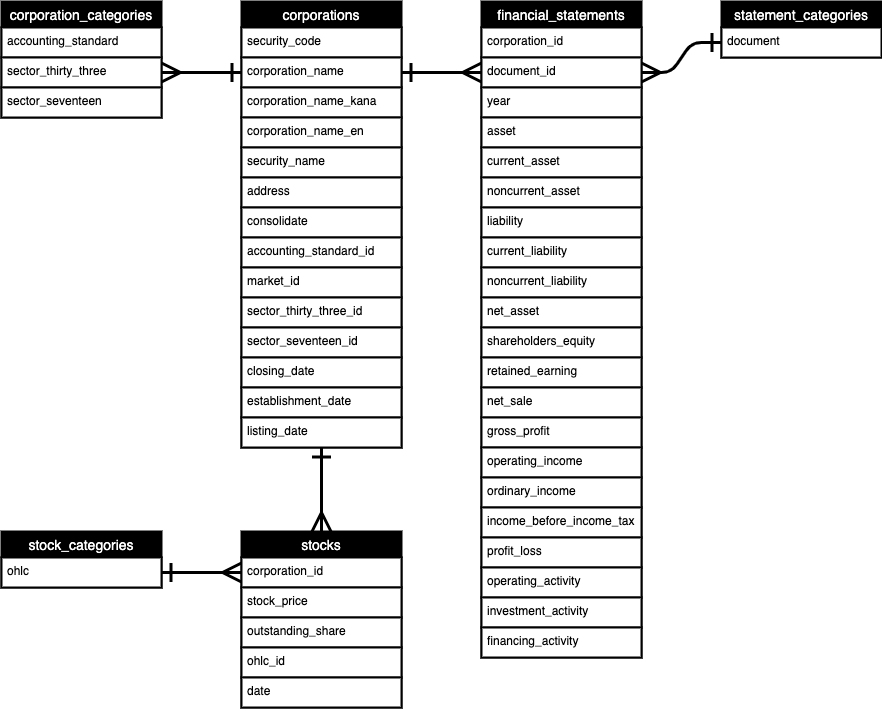 corporation_categories
accounting_standard
sector_thirty_three
sector_seventeen
corporations
security_code
corporation_name
corporation_name_kana
corporation_name_en
security_name
address
consolidate
accounting_standard_id
market_id
sector_thirty_three_id
sector_seventeen_id
closing_date
establishment_date
listing_date
financial_statements
corporation_id
document_id
year
asset
current_asset
noncurrent_asset
liability
current_liability
noncurrent_liability
net_asset
shareholders_equity
retained_earning
net_sale
gross_profit
operating_income
ordinary_income
income_before_income_tax
profit_loss
operating_activity
investment_activity
financing_activity
statement_categories
document
stock_categories
ohlc
stocks
corporation_id
stock_price
outstanding_share
ohlc_id
date